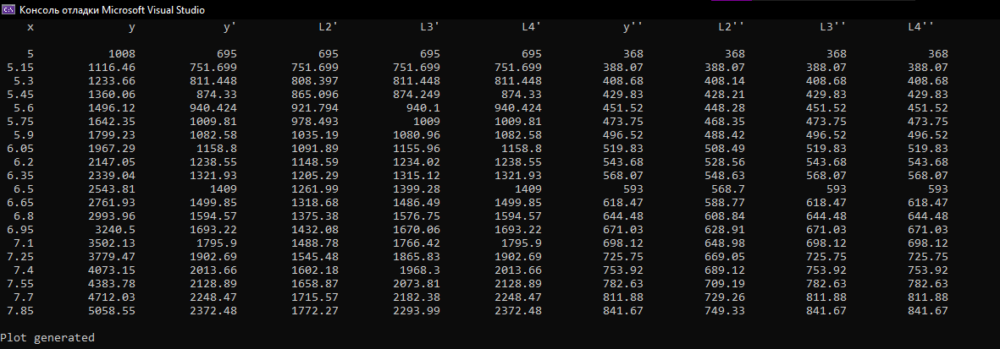 Консоль отладки Microsoft Visual Studio
x y y' L2' L3' L4' y'' L2'' L3'' L4''
5 1008 695 695 695 695 368 368 368 368
5.15 1116.46 751.699 751.699 751.699 751.699 388.07 388.07 388.07 388.07
5.3 1233.66 811.448 808.397 811.448 811.448 408.68 408.14 408.68 408.68
5.45 1360.06 874.33 865.096 874.249 874.33 429.83 428.21 429.83 429.83
5.6 1496.12 940.424 921.794 940.1 940.424 451.52 448.28 451.52 451.52
5.75 1642.35 1009.81 978.493 1009 1009.81 473.75 468.35 473.75 473.75
5.9 1799.23 1082.58 1035.19 1080.96 1082.58 496.52 488.42 496.52 496.52
6.05 1967.29 1158.8 1091.89 1155.96 1158.8 519.83 508.49 519.83 519.83
6.2 2147.05 1238.55 1148.59 1234.02 1238.55 543.68 528.56 543.68 543.68
6.35 2339.04 1321.93 1205.29 1315.12 1321.93 568.07 548.63 568.07 568.07
6.5 2543.81 1409 1261.99 1399.28 1409 593 568.7 593 593
6.65 2761.93 1499.85 1318.68 1486.49 1499.85 618.47 588.77 618.47 618.47
6.8 2993.96 1594.57 1375.38 1576.75 1594.57 644.48 608.84 644.48 644.48
6.95 3240.5 1693.22 1432.08 1670.06 1693.22 671.03 628.91 671.03 671.03
7.1 3502.13 1795.9 1488.78 1766.42 1795.9 698.12 648.98 698.12 698.12
7.25 3779.47 1902.69 1545.48 1865.83 1902.69 725.75 669.05 725.75 725.75
7.4 4073.15 2013.66 1602.18 1968.3 2013.66 753.92 689.12 753.92 753.92
7.55 4383.78 2128.89 1658.87 2073.81 2128.89 782.63 709.19 782.63 782.63
7.7 4712.03 2248.47 1715.57 2182.38 2248.47 811.88 729.26 811.88 811.88
7.85 5058.55 2372.48 1772.27 2293.99 2372.48 841.67 749.33 841.67 841.67
Plot generated